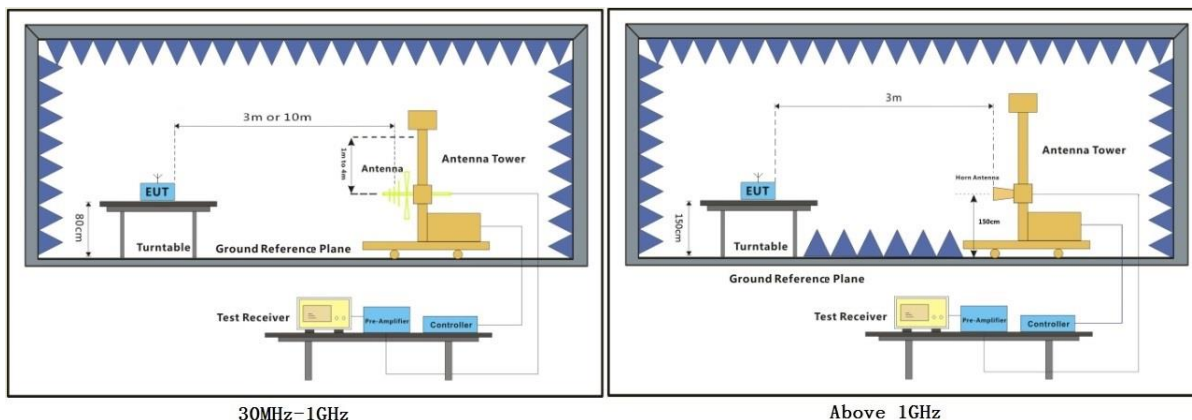 3m or 10m
1m to 4m
Antenna
Antenna Tower
EUT
80cm
Turntable
Ground Reference Plane
Test Receiver
Pre-Amplifier
Controller
30MHz-1GHz
3m
Antenna Tower
Horn Antenna
EUT
150cm
150cm
Turntable
Ground Reference Plane
Test Receiver
Pre-Amplifier
Controller
Above 1GHz